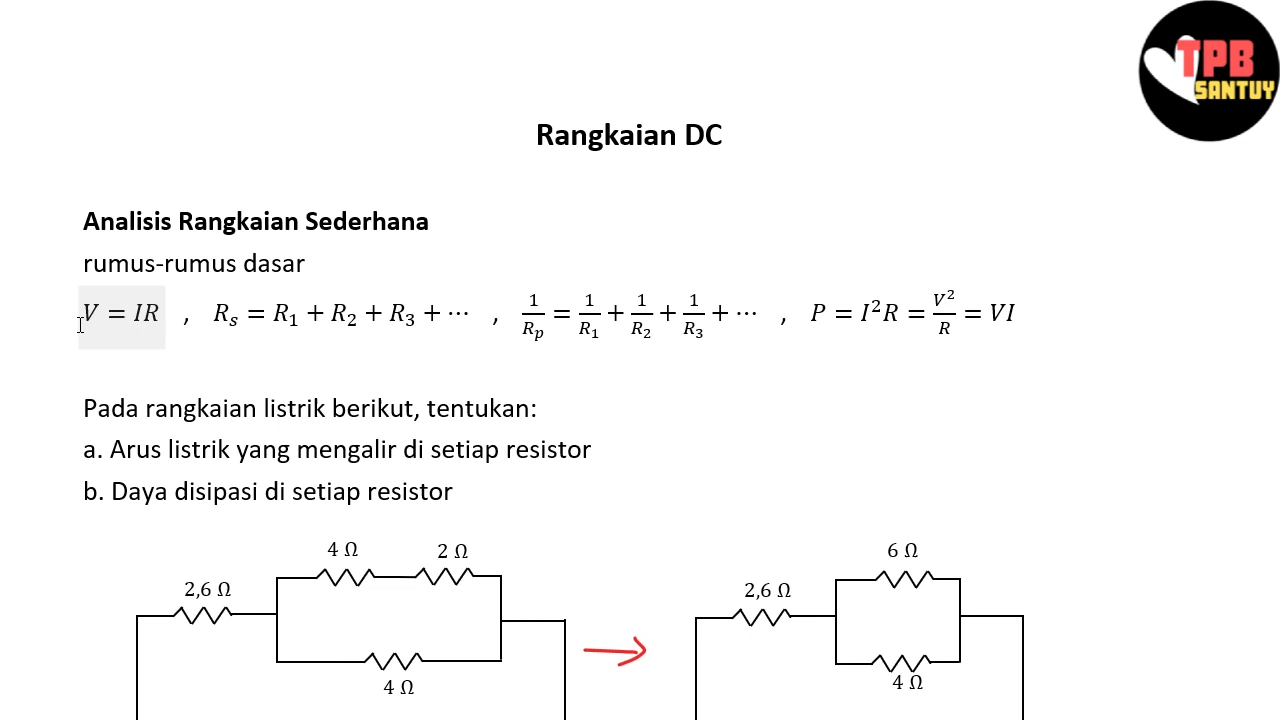 TPB
SANTUY
Rangkaian DC
Analisis Rangkaian Sederhana
rumus-rumus dasar
V = IR , R_s = R_1 + R_2 + R_3 + ⋯ , 1/R_p = 1/R_1 + 1/R_2 + 1/R_3 + ⋯ , P = I²R = V²/R = VI
Pada rangkaian listrik berikut, tentukan:
a. Arus listrik yang mengalir di setiap resistor
b. Daya disipasi di setiap resistor
4 Ω 2 Ω
2,6 Ω
4 Ω
6 Ω
2,6 Ω
4 Ω